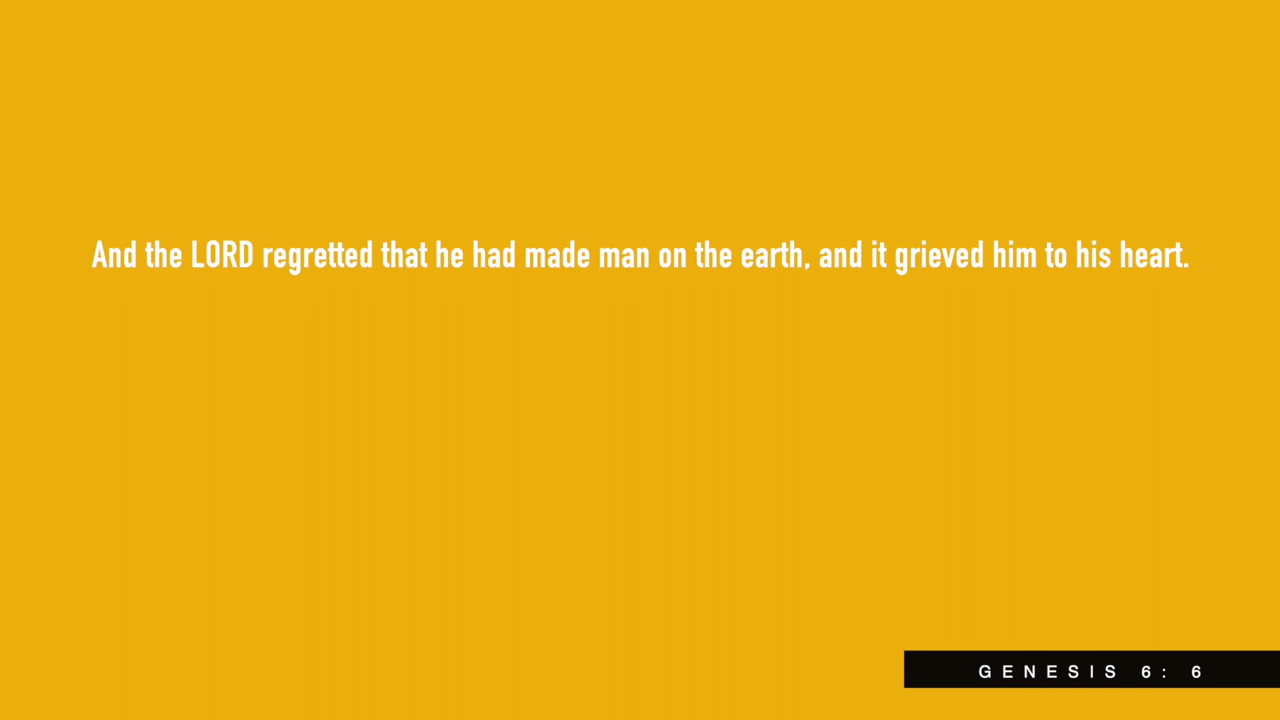 And the LORD regretted that he had made man on the earth, and it grieved him to his heart.
GENESIS 6: 6